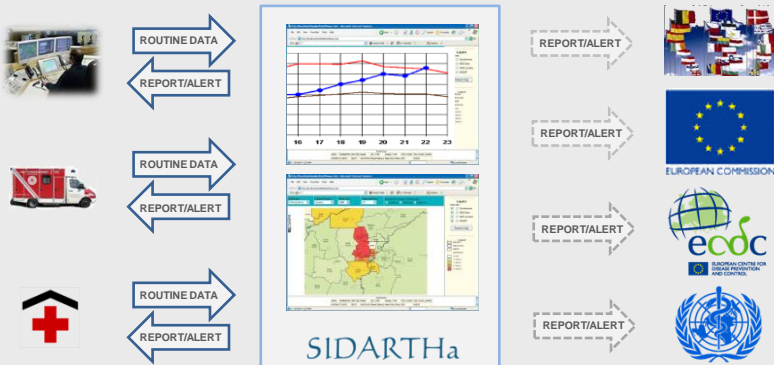 ROUTINE DATA
REPORT/ALERT
ROUTINE DATA
REPORT/ALERT
ROUTINE DATA
REPORT/ALERT
16 17 18 19 20 21 22 23
SIDARTHa
REPORT/ALERT
REPORT/ALERT
EUROPEAN COMMISSION
REPORT/ALERT
ecdc
EUROPEAN CENTRE FOR
DISEASE PREVENTION
AND CONTROL
REPORT/ALERT